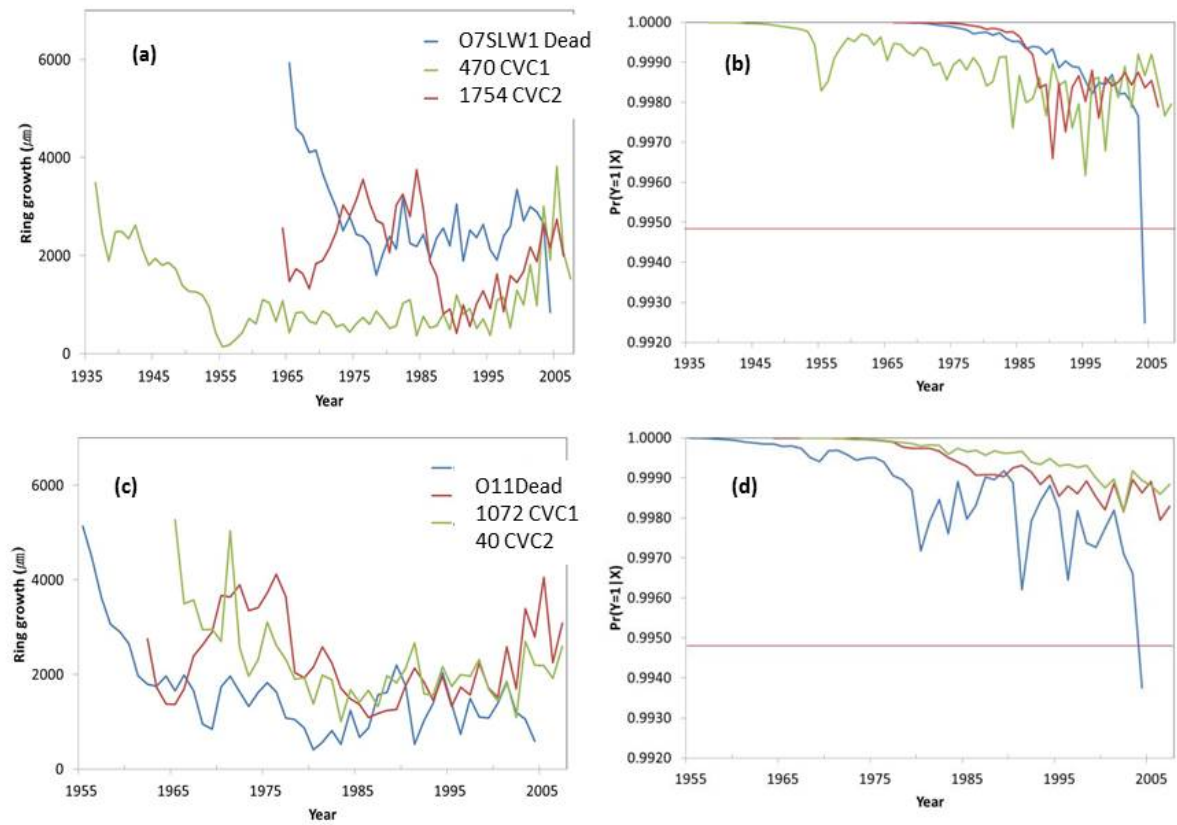 (a)
O7SLW1 Dead
470 CVC1
1754 CVC2
6000
4000
2000
0
Ring growth (㎛)
1935 1945 1955 1965 1975 1985 1995 2005
Year
(b)
1.0000
0.9990
0.9980
0.9970
0.9960
0.9950
0.9940
0.9930
0.9920
Pr(Y=1|X)
1935 1945 1955 1965 1975 1985 1995 2005
Year
(c)
O11Dead
1072 CVC1
40 CVC2
6000
4000
2000
0
Ring growth (㎛)
1955 1965 1975 1985 1995 2005
Year
(d)
1.0000
0.9990
0.9980
0.9970
0.9960
0.9950
0.9940
0.9930
0.9920
Pr(Y=1|X)
1955 1965 1975 1985 1995 2005
Year